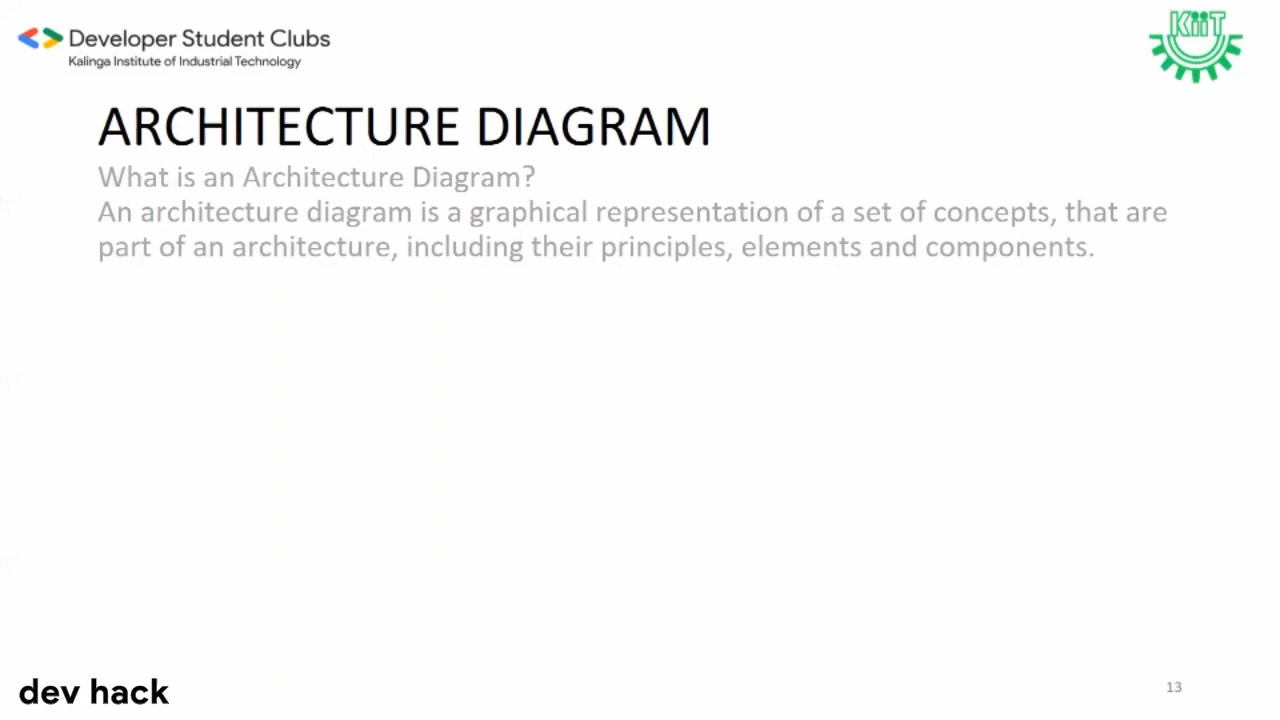 Developer Student Clubs
Kalinga Institute of Industrial Technology
KiiT
ARCHITECTURE DIAGRAM
What is an Architecture Diagram?
An architecture diagram is a graphical representation of a set of concepts, that are
part of an architecture, including their principles, elements and components.
dev hack
13